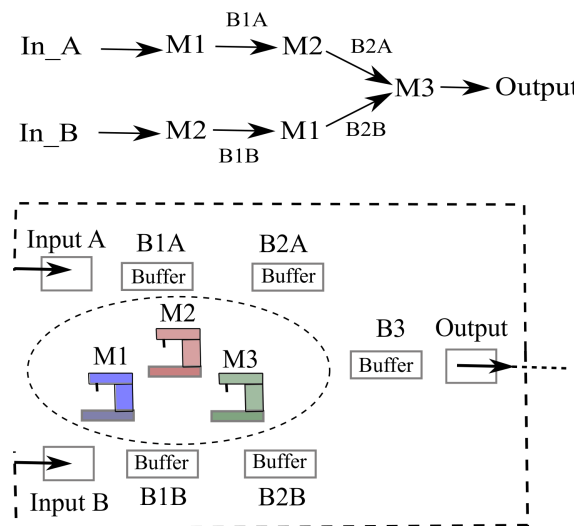 B1A
In_A M1 M2 B2A
M3 Output
In_B M2 M1 B2B
B1B
Input A B1A B2A
Buffer Buffer
M2
M1 M3
B3 Output
Buffer
Buffer Buffer
Input B B1B B2B